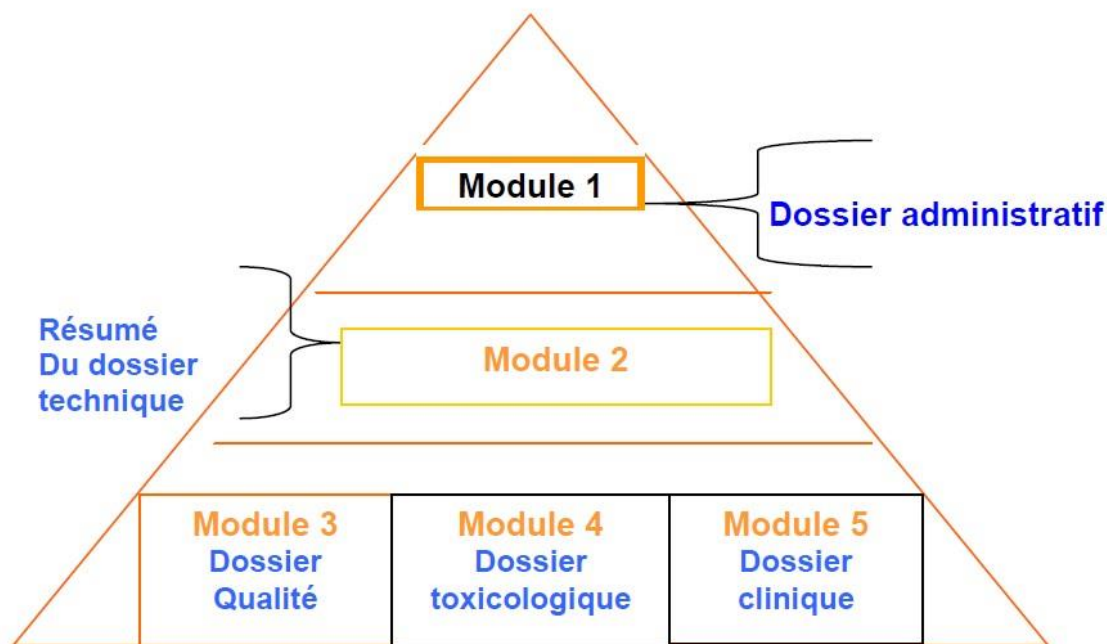 Module 1
Dossier administratif
Résumé
Du dossier
technique
Module 2
Module 3
Dossier
Qualité
Module 4
Dossier
toxicologique
Module 5
Dossier
clinique